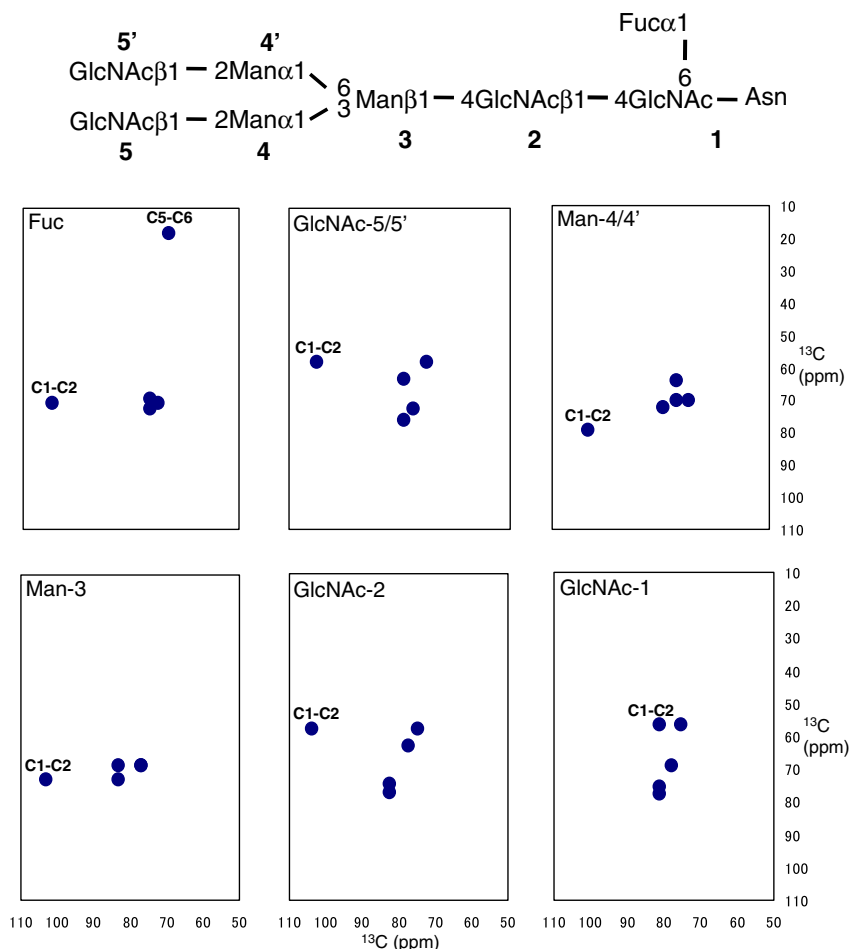 Fucα1
5' 4'
GlcNAcβ1 — 2Manα1
6
6
3 Manβ1 — 4GlcNAcβ1 — 4GlcNAc — Asn
GlcNAcβ1 — 2Manα1
5 4 3 2 1
Fuc
C5-C6
C1-C2
GlcNAc-5/5'
C1-C2
Man-4/4'
C1-C2
10
20
30
40
50
60
70
80
90
100
110
¹³C
(ppm)
Man-3
C1-C2
GlcNAc-2
C1-C2
GlcNAc-1
C1-C2
10
20
30
40
50
60
70
80
90
100
110
¹³C
(ppm)
110 100 90 80 70 60 50
110 100 90 80 70 60 50
110 100 90 80 70 60 50
¹³C (ppm)